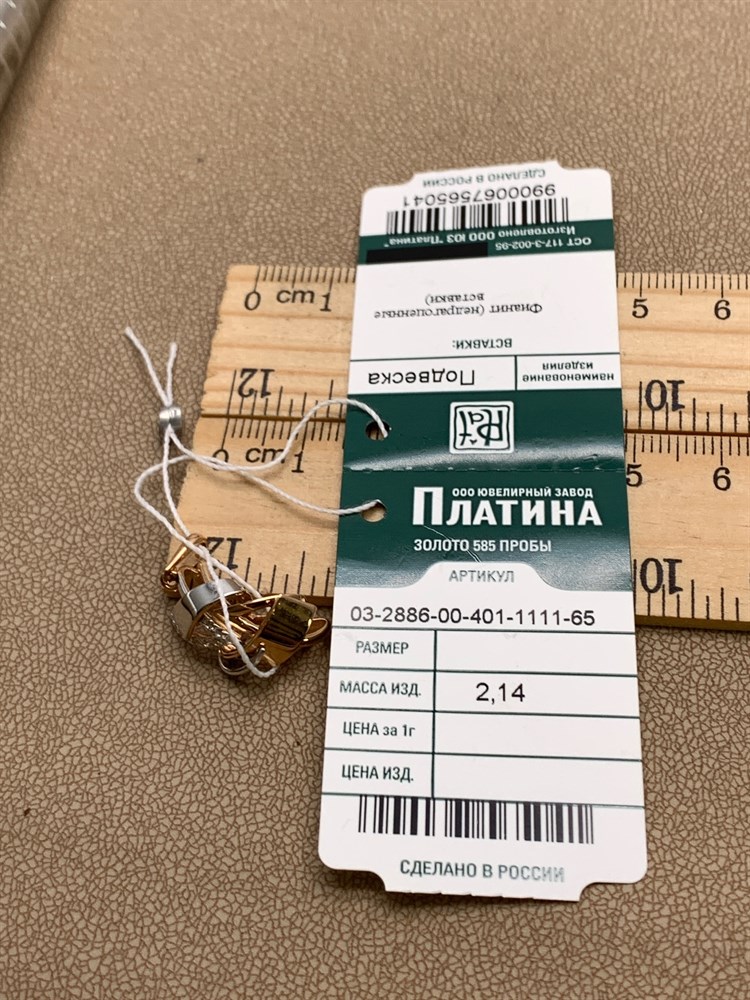 СДЕЛАНО В РОССИИ
9900067565041
ОСТ 117-3-002-95
Изготовлено ООО ЮЗ "Платина"
Фианит (недрагоценные
вставки)
ВСТАВКИ:
наименование
изделия
Подвеска
0 cm 1 5 6
12 10
0 cm 1 5 6
12 10
ООО ЮВЕЛИРНЫЙ ЗАВОД
ПЛАТИНА
ЗОЛОТО 585 ПРОБЫ
АРТИКУЛ
03-2886-00-401-1111-65
РАЗМЕР
МАССА ИЗД. 2,14
ЦЕНА за 1г
ЦЕНА ИЗД.
СДЕЛАНО В РОССИИ